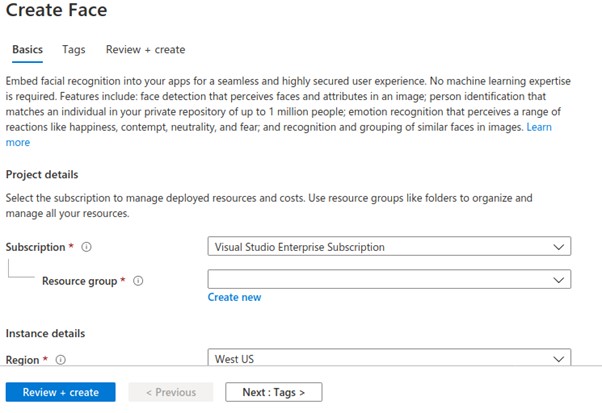 Create Face
Basics Tags Review + create
Embed facial recognition into your apps for a seamless and highly secured user experience. No machine learning expertise
is required. Features include: face detection that perceives faces and attributes in an image; person identification that
matches an individual in your private repository of up to 1 million people; emotion recognition that perceives a range of
reactions like happiness, contempt, neutrality, and fear; and recognition and grouping of similar faces in images. Learn
more
Project details
Select the subscription to manage deployed resources and costs. Use resource groups like folders to organize and
manage all your resources.
Subscription * Visual Studio Enterprise Subscription
Resource group *
Create new
Instance details
Region * West US
Review + create < Previous Next : Tags >